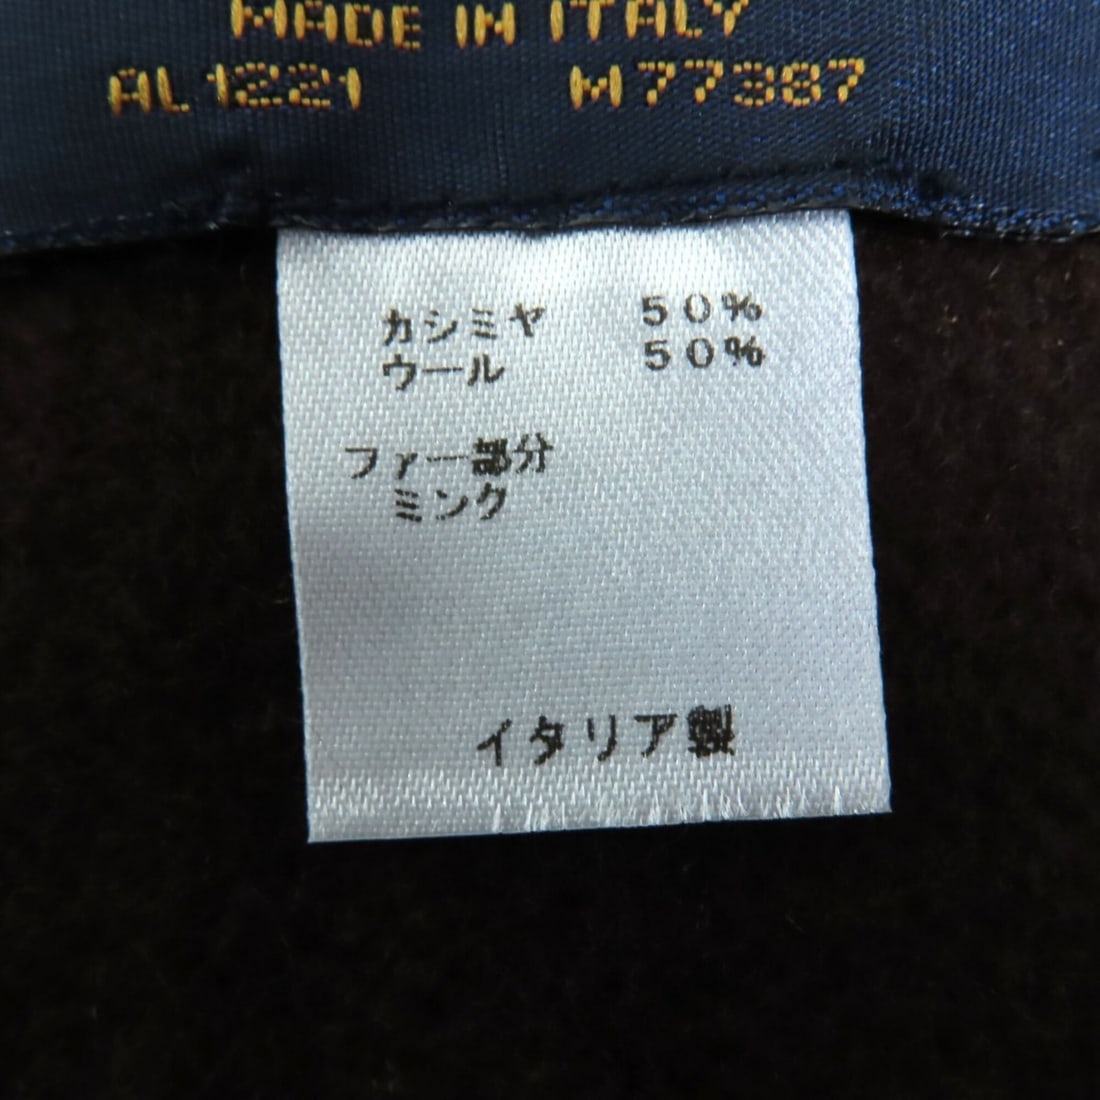 MADE IN ITALY
AL1221 M77387
カシミヤ 50%
ウール 50%
ファー部分
ミンク
イタリア製